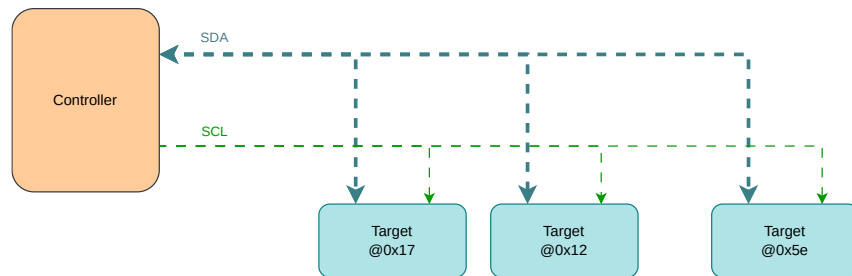 SDA
Controller
SCL
Target
@0x17
Target
@0x12
Target
@0x5e